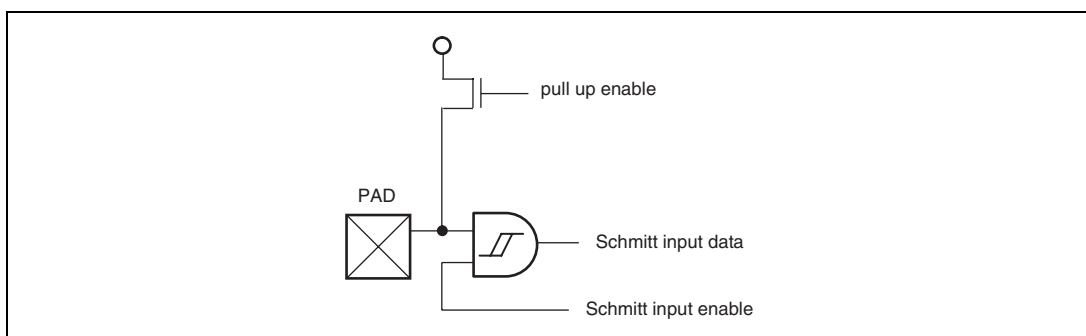 pull up enable
PAD
Schmitt input data
Schmitt input enable